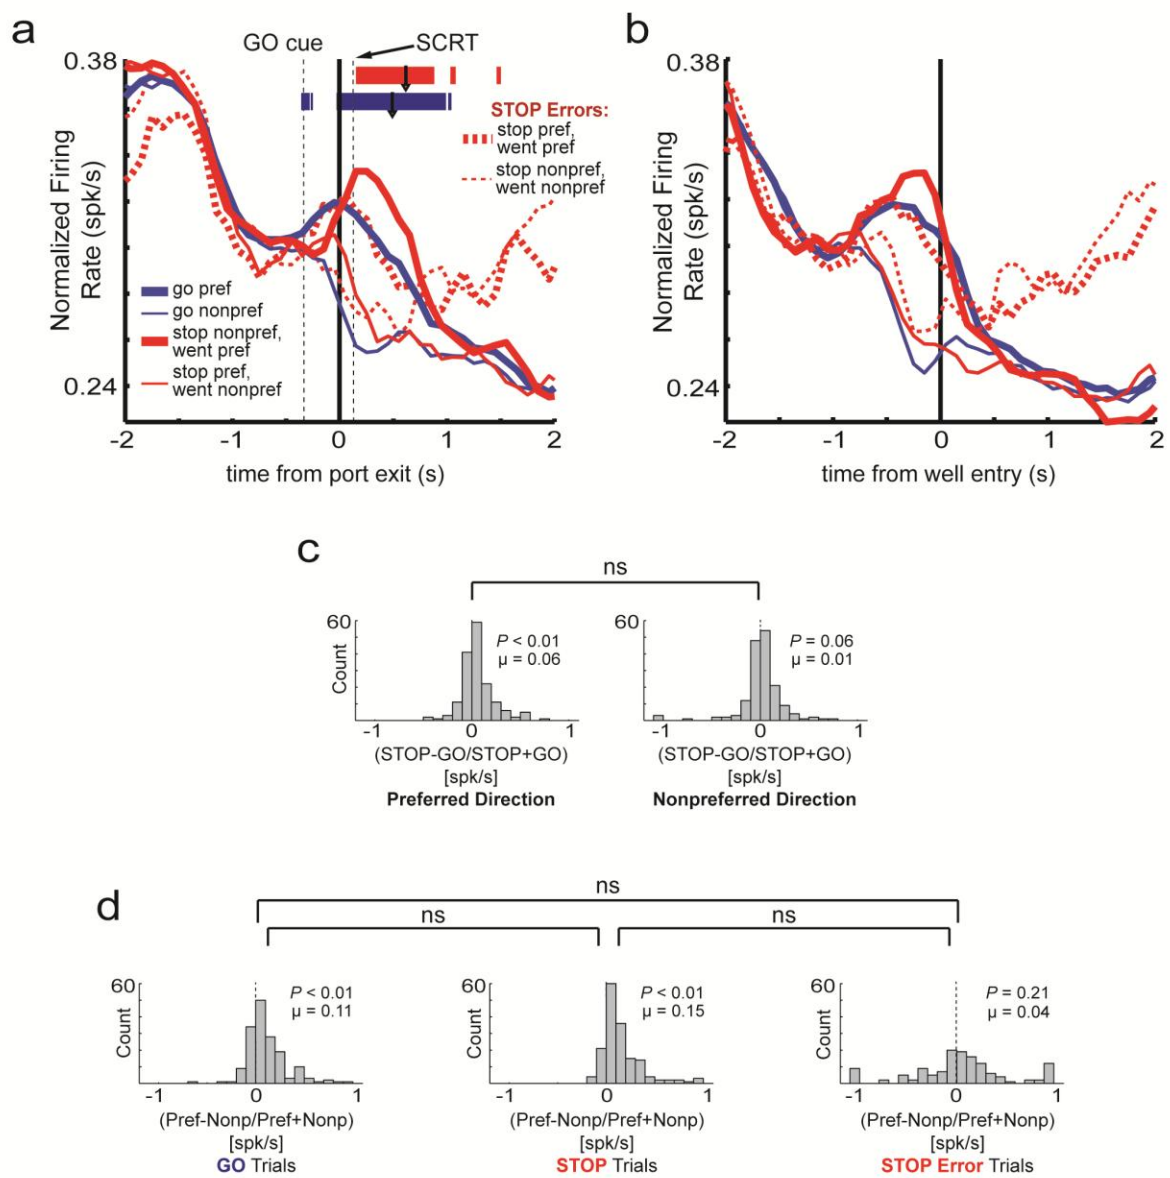 a
GO cue
SCRT
0.38
0.24
Normalized Firing
Rate (spk/s)
STOP Errors:
stop pref,
went pref
stop nonpref,
went nonpref
go pref
go nonpref
stop nonpref,
went pref
stop pref,
went nonpref
-2
-1
0
1
2
time from port exit (s)
b
0.38
0.24
Normalized Firing
Rate (spk/s)
-2
-1
0
1
2
time from well entry (s)
c
ns
60
Count
P < 0.01
μ = 0.06
-1
0
1
(STOP-GO/STOP+GO)
[spk/s]
Preferred Direction
60
P = 0.06
μ = 0.01
-1
0
1
(STOP-GO/STOP+GO)
[spk/s]
Nonpreferred Direction
d
ns
ns
ns
60
Count
P < 0.01
μ = 0.11
-1
0
1
(Pref-Nonp/Pref+Nonp)
[spk/s]
GO Trials
60
Count
P < 0.01
μ = 0.15
-1
0
1
(Pref-Nonp/Pref+Nonp)
[spk/s]
STOP Trials
60
Count
P = 0.21
μ = 0.04
-1
0
1
(Pref-Nonp/Pref+Nonp)
[spk/s]
STOP Error Trials